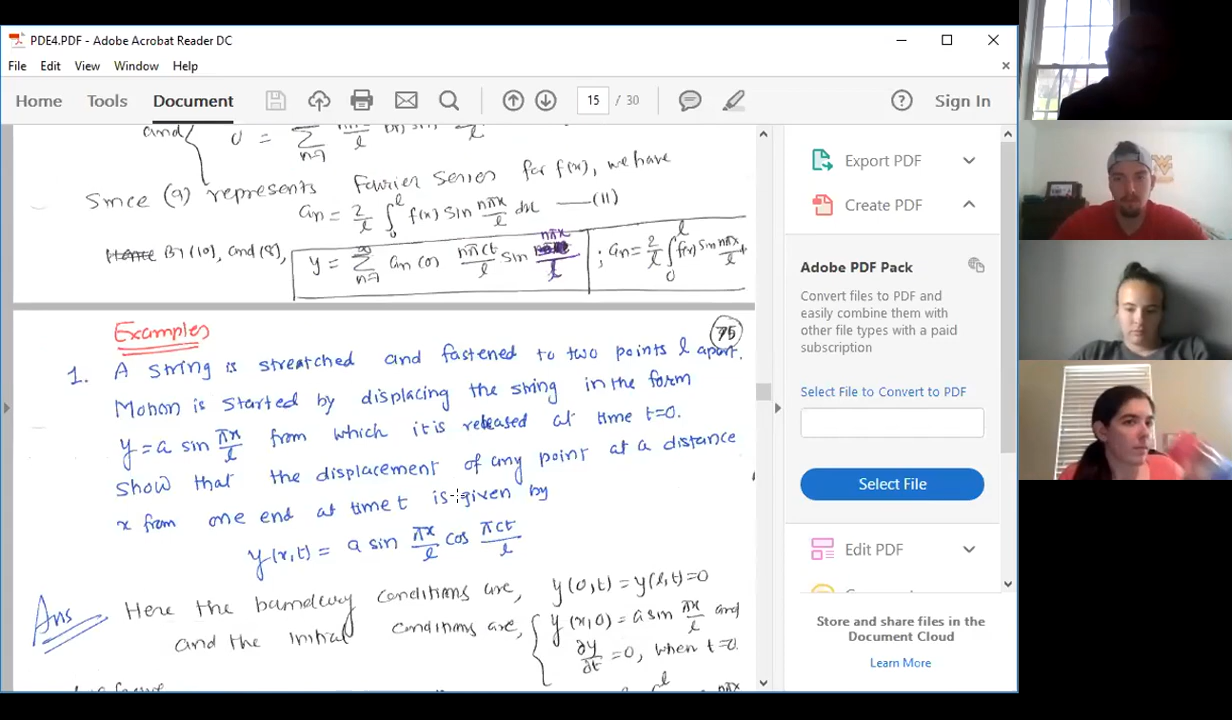 PDE4.PDF - Adobe Acrobat Reader DC
File Edit View Window Help
Home Tools Document 15 / 30 Sign In
and
0 = Σ n=1
Since (9) represents Fourier Series for f(x), we have
an = 2/l ∫0^l f(x) sin nπx/l dx —(11)
Hence By (10), and (8), y = ∞ Σ n=1 an cos nπct/l sin nπx/l ; an = 2/l ∫0^l f(x) sin nπx/l
Examples 75
1. A string is stretched and fastened to two points l apart.
Motion is started by displacing the string in the form
y = a sin πx/l from which it is released at time t=0.
Show that the displacement of any point at a distance
x from one end at time t is given by
y(x,t) = a sin πx/l cos πct/l
Ans Here the boundary conditions are, y(0,t) = y(l,t) = 0
and the initial conditions are, { y(x,0) = a sin πx/l and
∂y/∂t = 0, when t=0.
Export PDF
Create PDF
Adobe PDF Pack
Convert files to PDF and
easily combine them with
other file types with a paid
subscription
Select File to Convert to PDF
Select File
Edit PDF
Store and share files in the
Document Cloud
Learn More